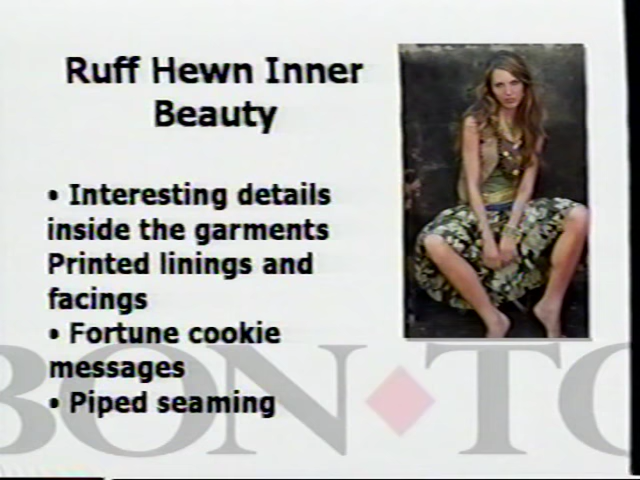 Ruff Hewn Inner
Beauty
• Interesting details
inside the garments
Printed linings and
facings
• Fortune cookie
messages
• Piped seaming
BON TO